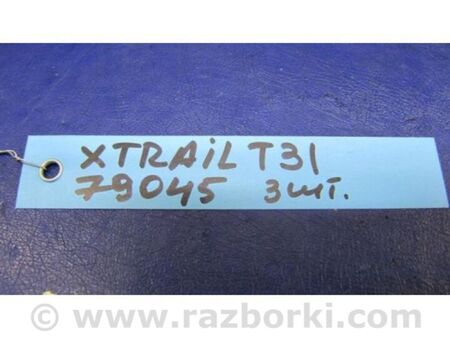 XTRAiL T31
79045 3шт.
© www.razborki.com